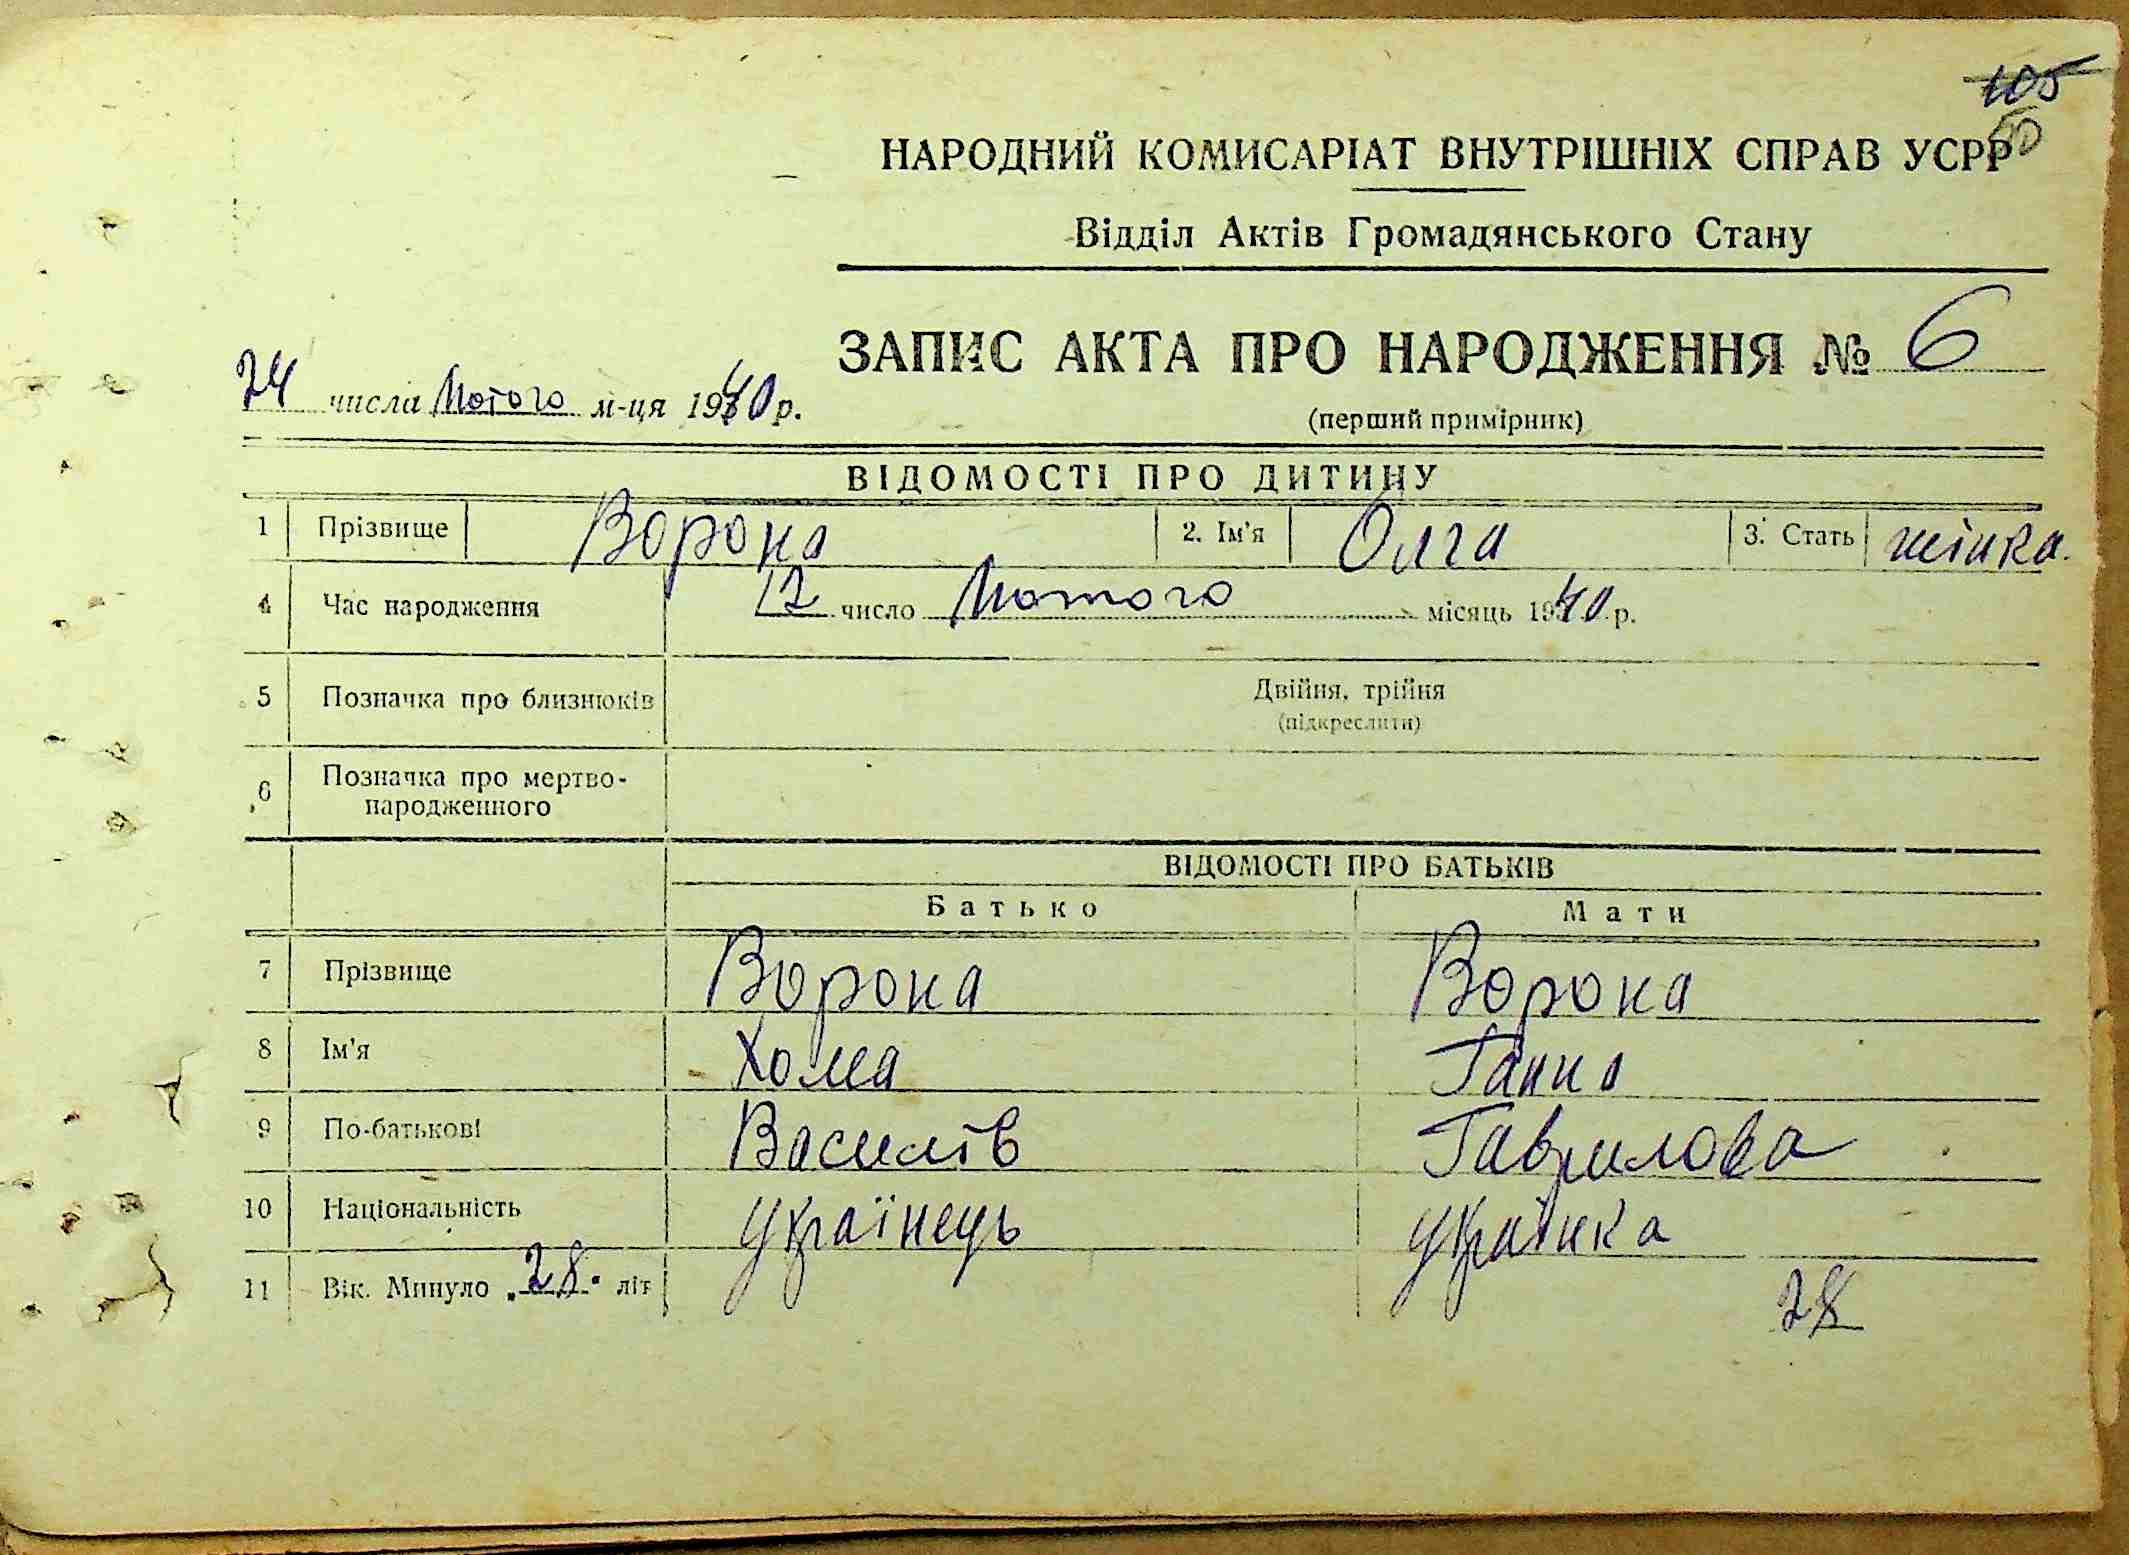 105
50
НАРОДНИЙ КОМИСАРІАТ ВНУТРІШНІХ СПРАВ УСРР
Відділ Актів Громадянського Стану
ЗАПИС АКТА ПРО НАРОДЖЕННЯ № 6
24 числа Лютого м-ця 1940 р.
(перший примірник)
ВІДОМОСТІ ПРО ДИТИНУ
1 Прізвище Ворона 2. Ім'я Олга 3. Стать жінка.
4 Час народження 12 число Лютого місяць 1940 р.
5 Позначка про близнюків Двійня, трійня
(підкреслити)
6 Позначка про мертво-
народженного
ВІДОМОСТІ ПРО БАТЬКІВ
Батько Мати
7 Прізвище Ворона Ворона
8 Ім'я Хома Ганна
9 По-батькові Василів Гаврилова
10 Національність Українець Українка
11 Вік. Минуло 28 літ 28